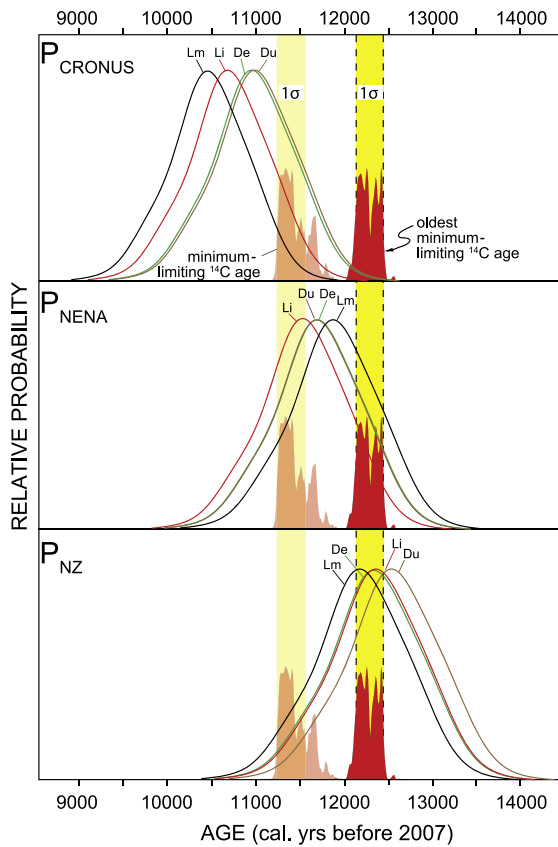 9000 10000 11000 12000 13000 14000
P CRONUS
Lm Li De Du
1σ 1σ
minimum-
limiting ¹⁴C age
oldest
minimum-
limiting ¹⁴C age
P NENA
Li Du De Lm
RELATIVE PROBABILITY
P NZ
De Li
Lm Du
9000 10000 11000 12000 13000 14000
AGE (cal. yrs before 2007)